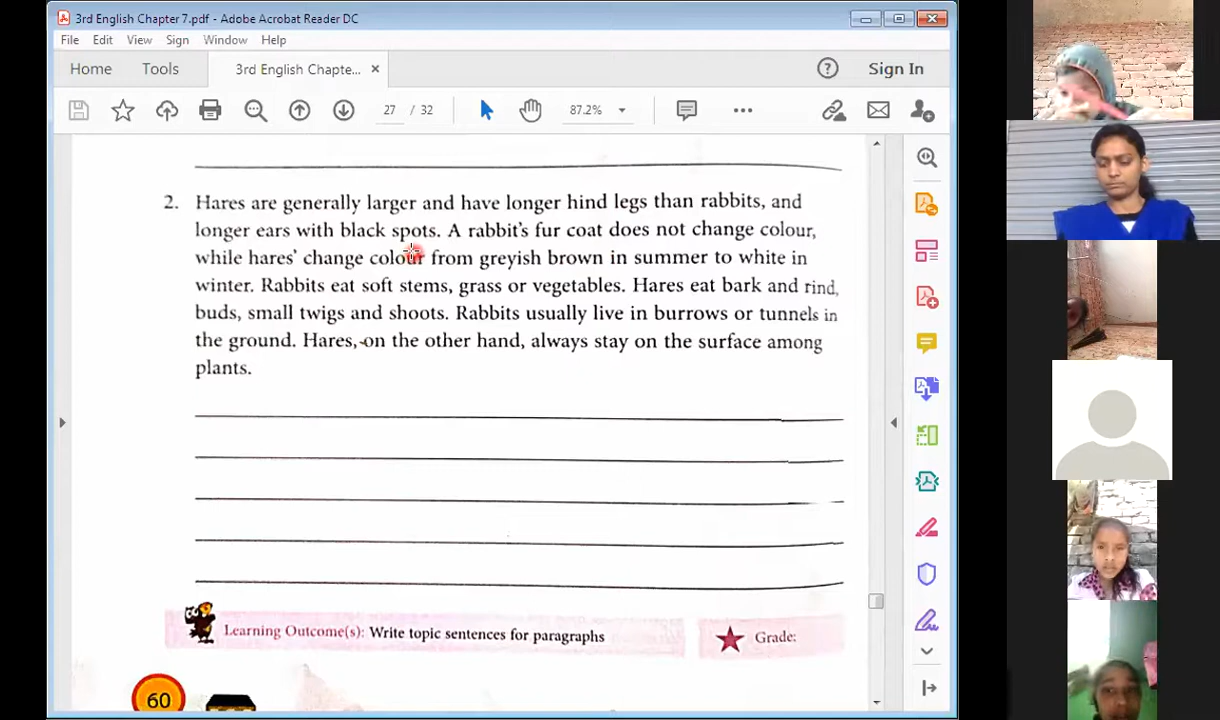 3rd English Chapter 7.pdf - Adobe Acrobat Reader DC
File Edit View Sign Window Help
Home Tools 3rd English Chapte... × Sign In
27 / 32 87.2%
2. Hares are generally larger and have longer hind legs than rabbits, and
longer ears with black spots. A rabbit's fur coat does not change colour,
while hares' change colour from greyish brown in summer to white in
winter. Rabbits eat soft stems, grass or vegetables. Hares eat bark and rind,
buds, small twigs and shoots. Rabbits usually live in burrows or tunnels in
the ground. Hares, on the other hand, always stay on the surface among
plants.
Learning Outcome(s): Write topic sentences for paragraphs
Grade:
60